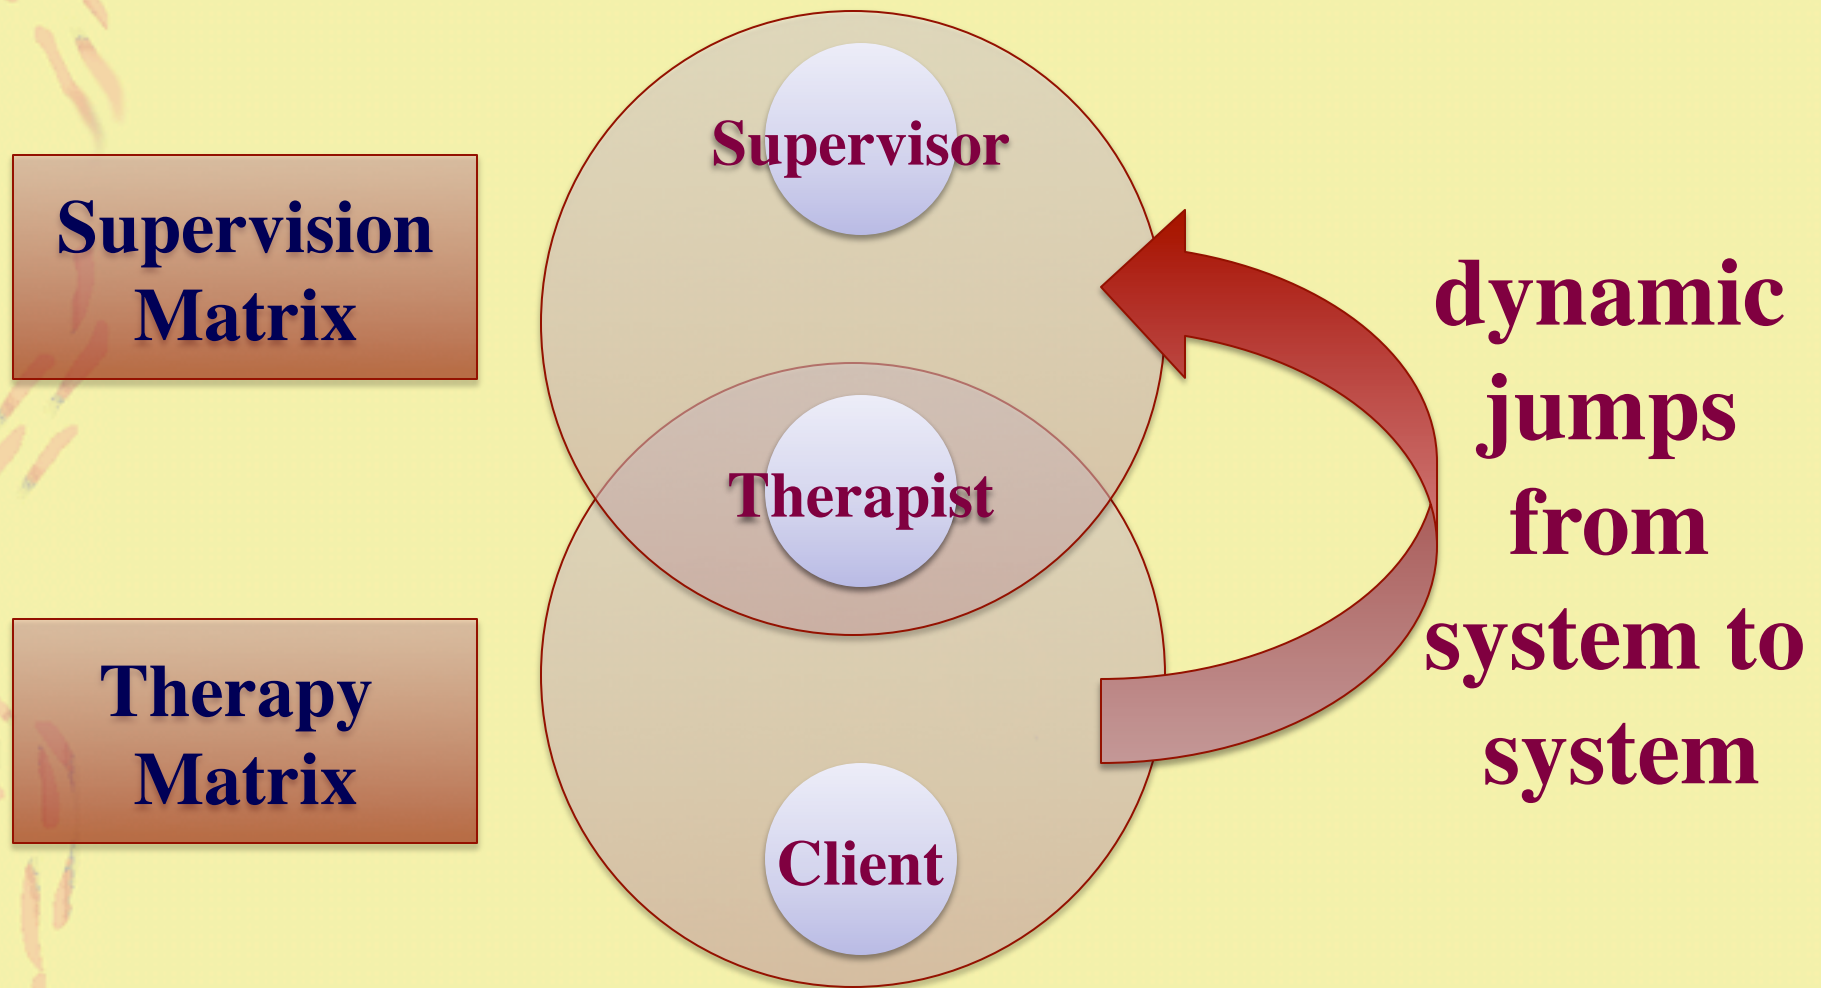 Supervisor
Supervision
Matrix
dynamic
jumps
from
system to
system
Therapist
Therapy
Matrix
Client